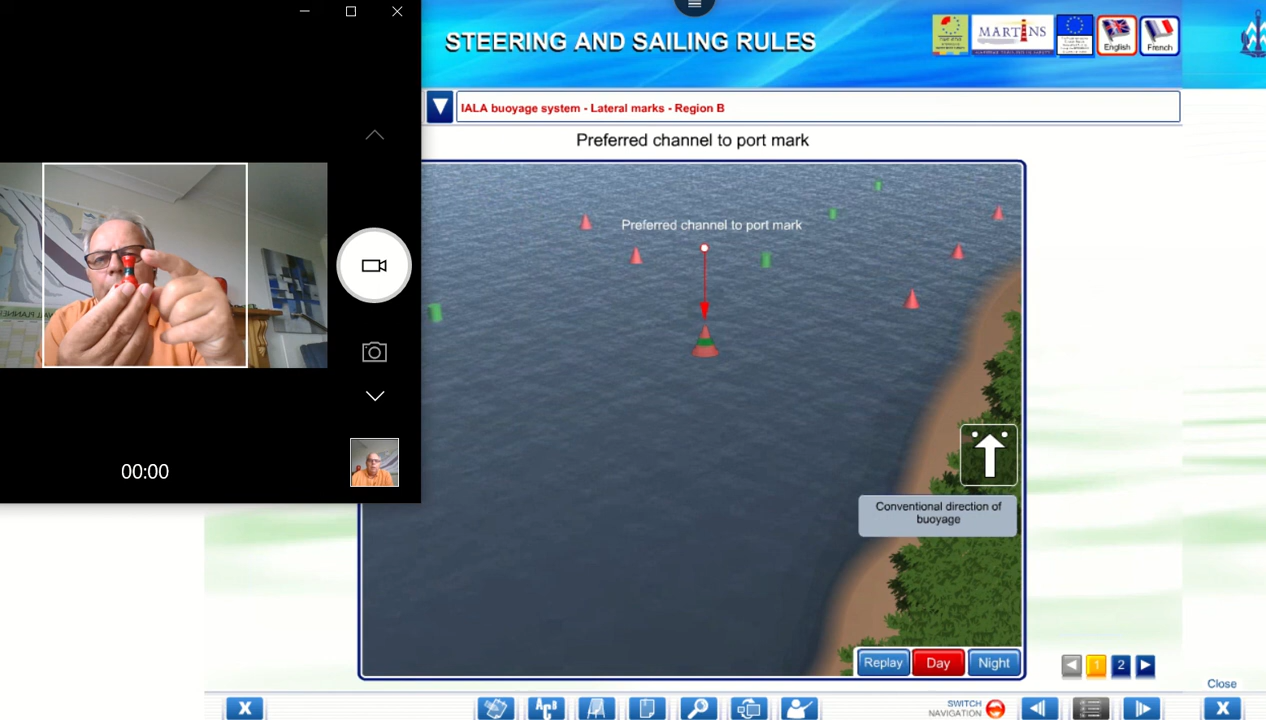 STEERING AND SAILING RULES
MARTINS
English
French
IALA buoyage system - Lateral marks - Region B
Preferred channel to port mark
Preferred channel to port mark
00:00
Conventional direction of
buoyage
Replay
Day
Night
1
2
Close
X
ABC
SWITCH
NAVIGATION
X